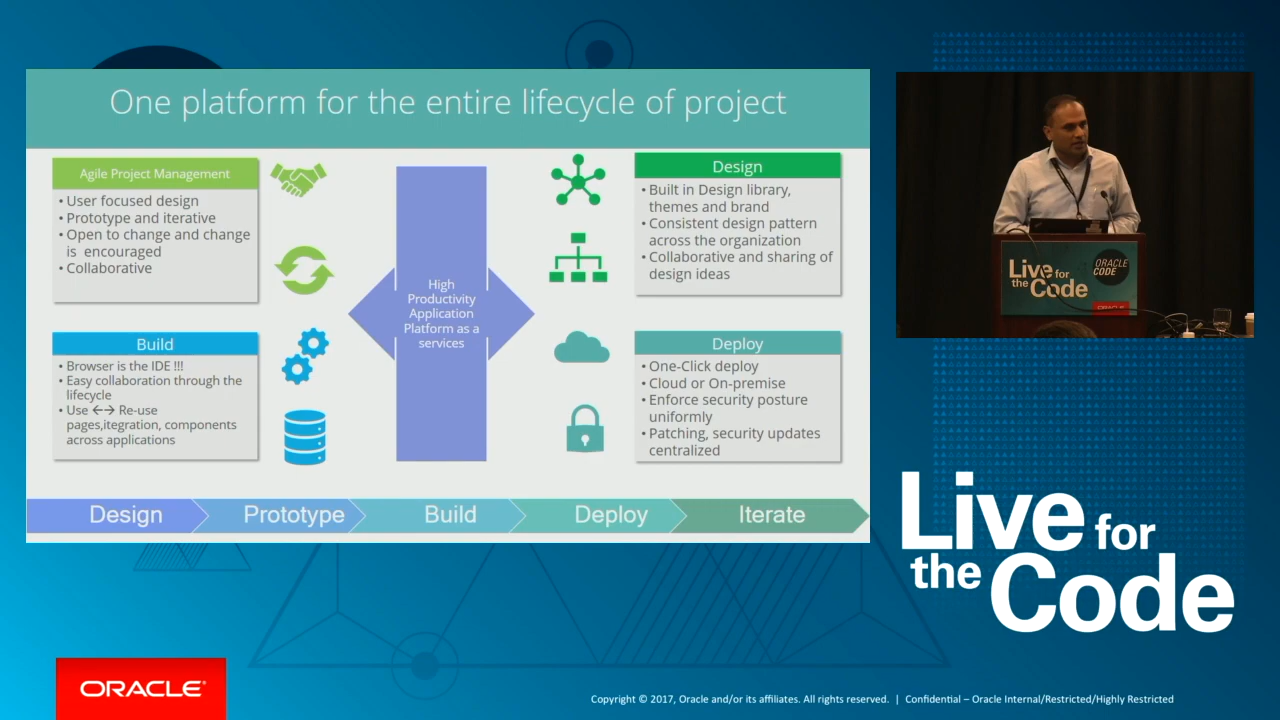 One platform for the entire lifecycle of project
Agile Project Management
• User focused design
• Prototype and iterative
• Open to change and change
is encouraged
• Collaborative
Build
• Browser is the IDE !!!
• Easy collaboration through the
lifecycle
• Use ←→ Re-use
pages,itegration, components
across applications
High
Productivity
Application
Platform as a
services
Design
• Built in Design library,
themes and brand
• Consistent design pattern
across the organization
• Collaborative and sharing of
design ideas
Deploy
• One-Click deploy
• Cloud or On-premise
• Enforce security posture
uniformly
• Patching, security updates
centralized
Design
Prototype
Build
Deploy
Iterate
Live for
the Code
ORACLE
CODE
ORACLE
Live for
the Code
ORACLE®
Copyright © 2017, Oracle and/or its affiliates. All rights reserved. | Confidential – Oracle Internal/Restricted/Highly Restricted